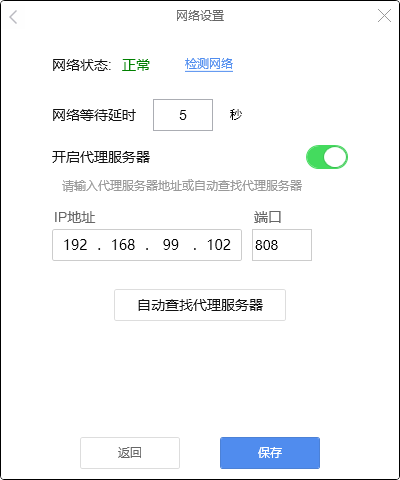 网络设置
网络状态: 正常 检测网络
网络等待延时 5 秒
开启代理服务器
请输入代理服务器地址或自动查找代理服务器
IP地址 端口
192 . 168 . 99 . 102 808
自动查找代理服务器
返回 保存